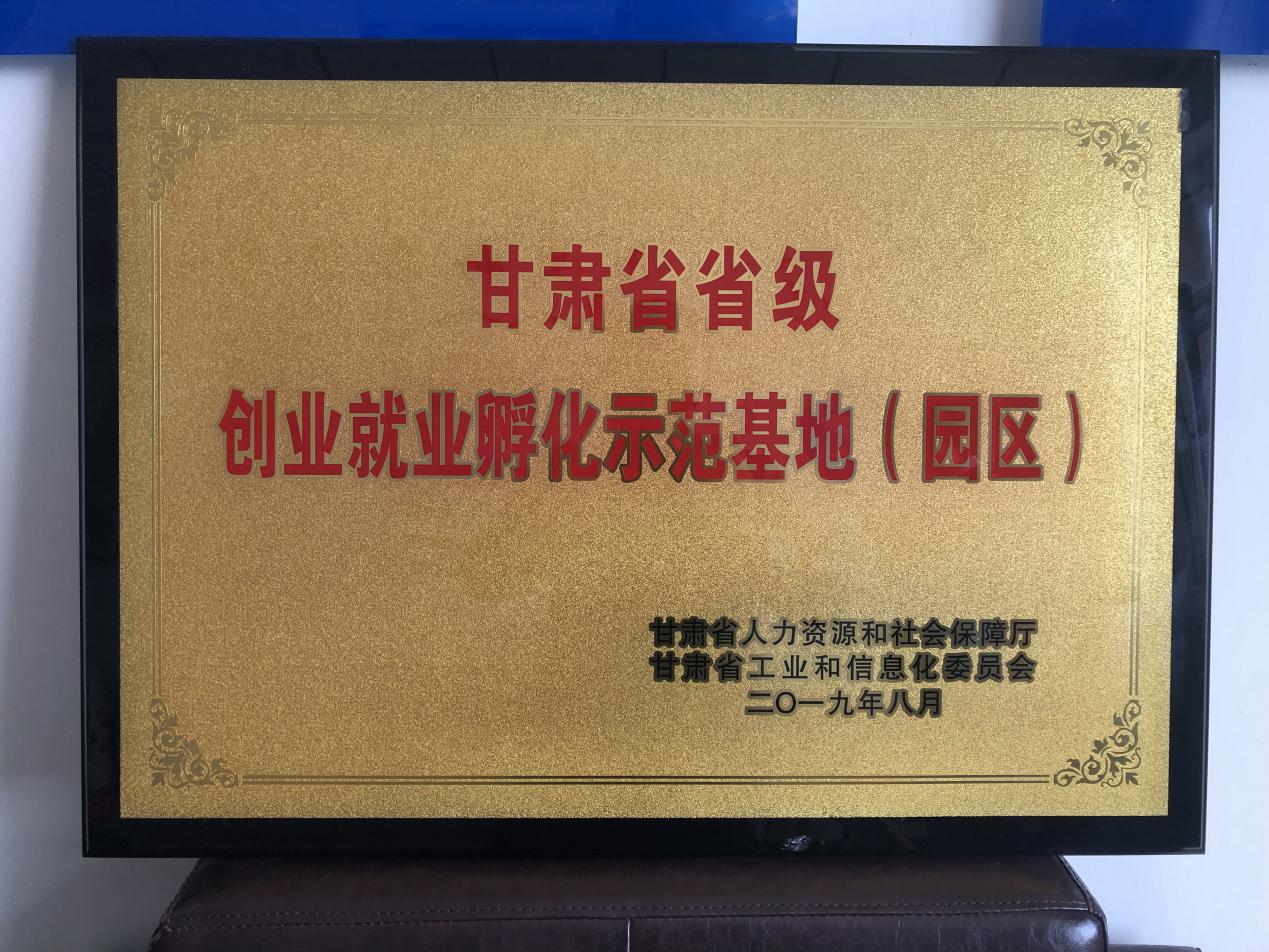 甘肃省省级
创业就业孵化示范基地（园区）
甘肃省人力资源和社会保障厅
甘肃省工业和信息化委员会
二〇一九年八月